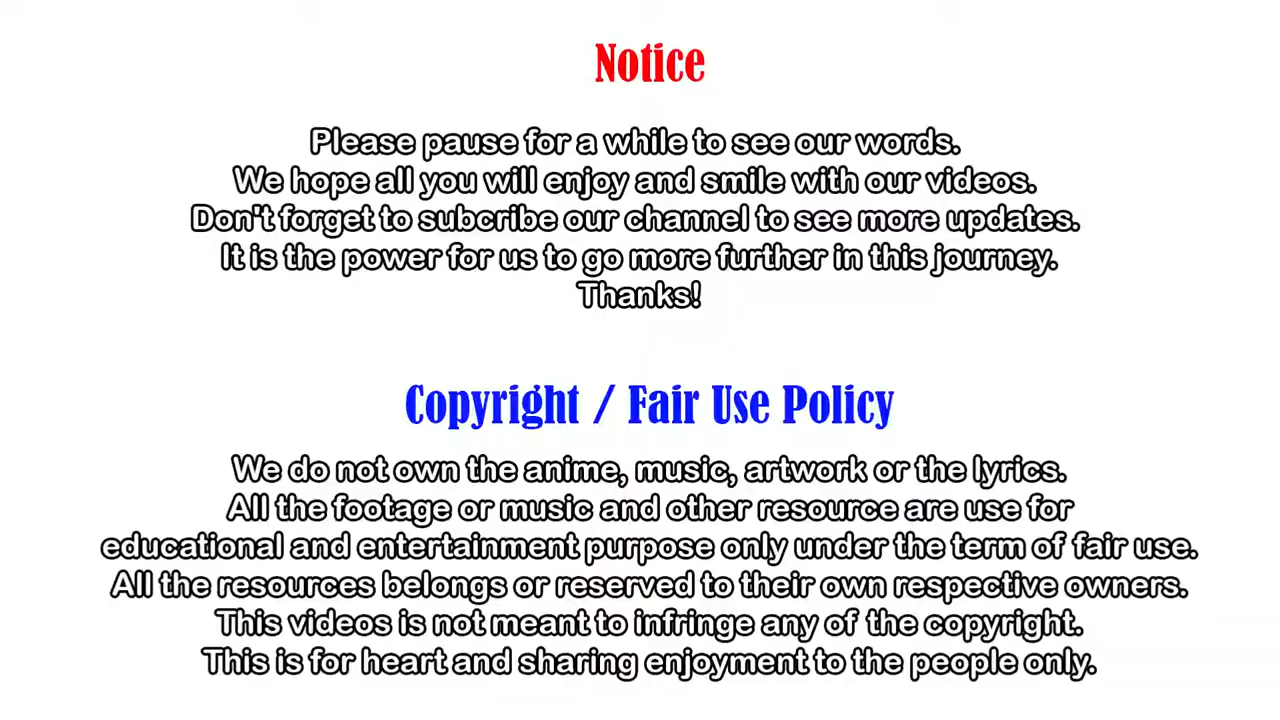 Notice
Please pause for a while to see our words.
We hope all you will enjoy and smile with our videos.
Don't forget to subcribe our channel to see more updates.
It is the power for us to go more further in this journey.
Thanks!
Copyright / Fair Use Policy
We do not own the anime, music, artwork or the lyrics.
All the footage or music and other resource are use for
educational and entertainment purpose only under the term of fair use.
All the resources belongs or reserved to their own respective owners.
This videos is not meant to infringe any of the copyright.
This is for heart and sharing enjoyment to the people only.